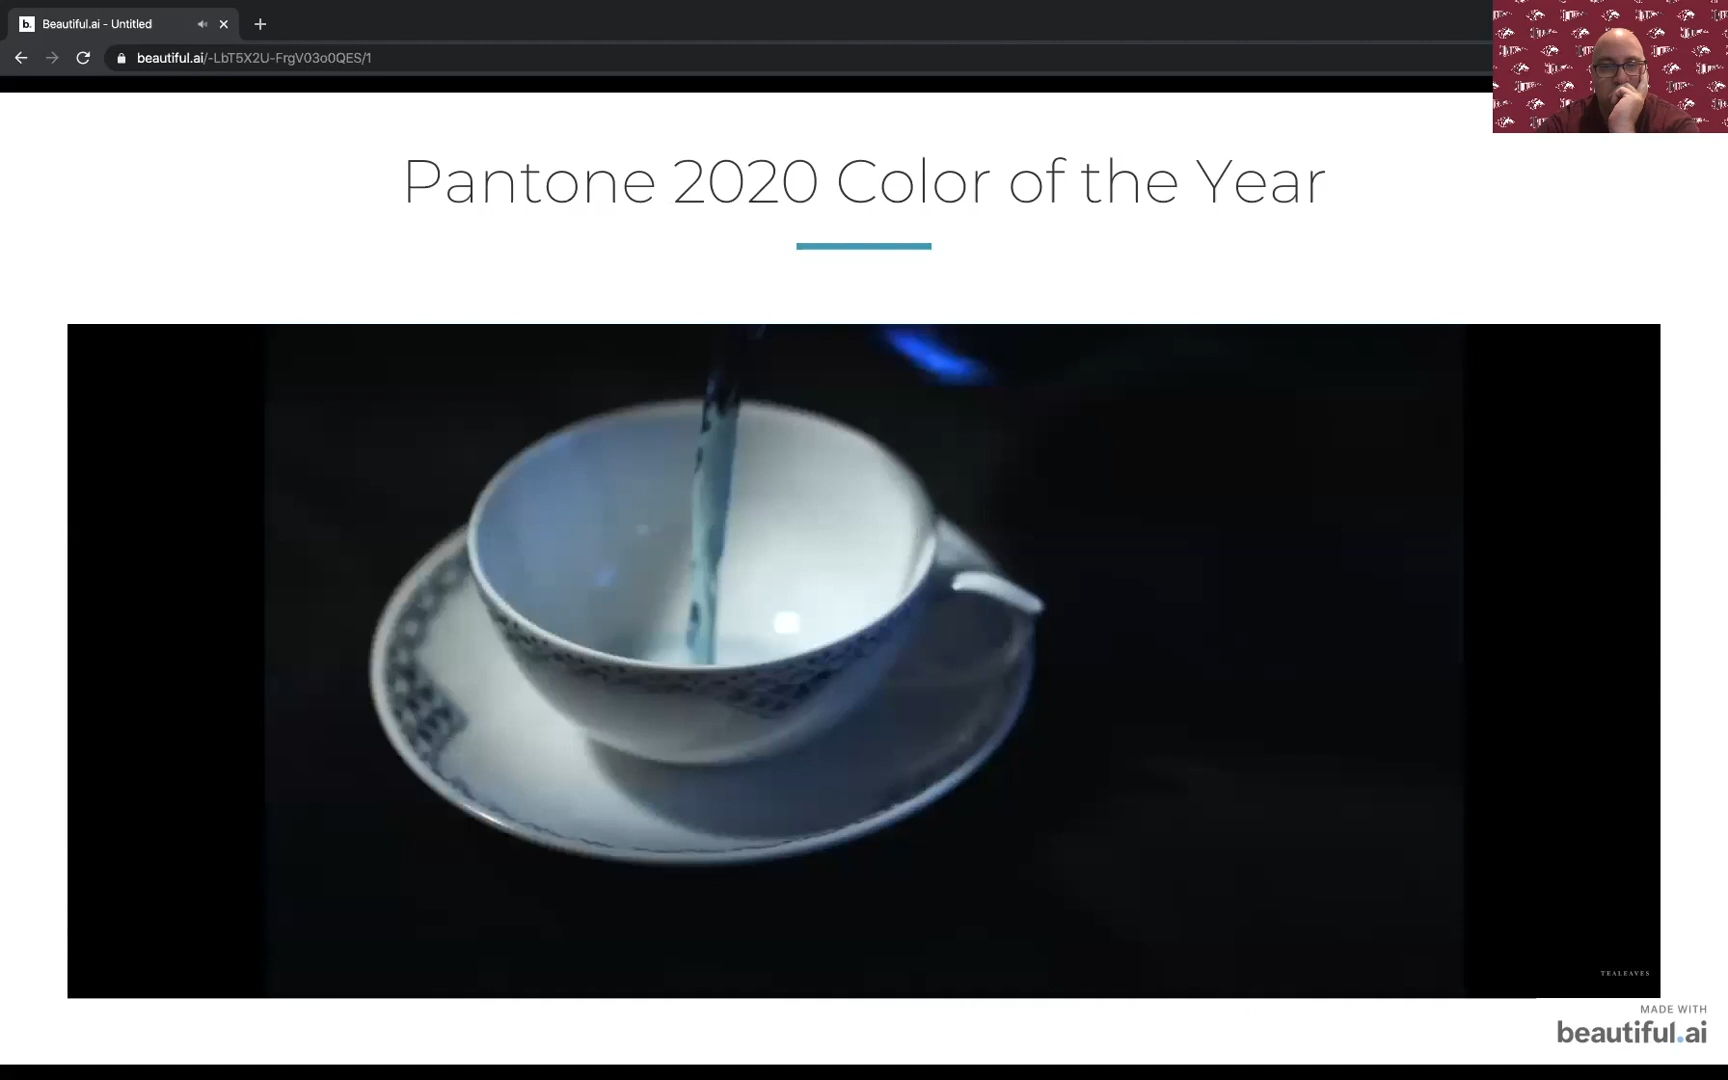 b.
Beautiful.ai - Untitled
beautiful.ai/-LbT5X2U-FrgV03o0QES/1
Pantone 2020 Color of the Year
TEALEAVES
MADE WITH
beautiful.ai